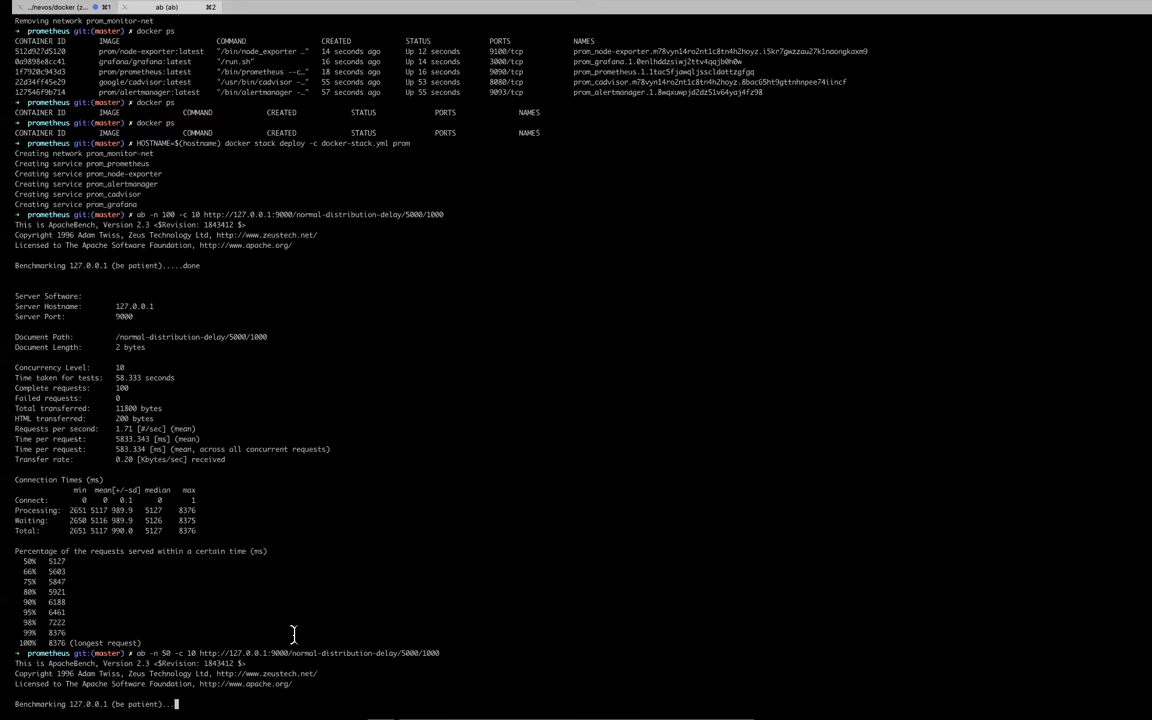 ../nevos/docker (z... ⌘1 ab (ab) ⌘2
Removing network prom_monitor-net
➜ prometheus git:(master) ✗ docker ps
CONTAINER ID IMAGE COMMAND CREATED STATUS PORTS NAMES
512d927d5120 prom/node-exporter:latest "/bin/node_exporter …" 14 seconds ago Up 12 seconds 9100/tcp
0a9898e8cc41 grafana/grafana:latest "/run.sh" 16 seconds ago Up 14 seconds 3000/tcp
1f7920c943d3 prom/prometheus:latest "/bin/prometheus --c…" 18 seconds ago Up 16 seconds 9090/tcp
22d34ff45e29 google/cadvisor:latest "/usr/bin/cadvisor -…" 55 seconds ago Up 53 seconds 8080/tcp
127546f9b714 prom/alertmanager:latest "/bin/alertmanager -…" 57 seconds ago Up 55 seconds 9093/tcp
➜ prometheus git:(master) ✗ docker ps
CONTAINER ID IMAGE COMMAND CREATED STATUS PORTS NAMES
➜ prometheus git:(master) ✗ docker ps
CONTAINER ID IMAGE COMMAND CREATED STATUS PORTS NAMES
➜ prometheus git:(master) ✗ HOSTNAME=$(hostname) docker stack deploy -c docker-stack.yml prom
Creating network prom_monitor-net
Creating service prom_prometheus
Creating service prom_node-exporter
Creating service prom_alertmanager
Creating service prom_cadvisor
Creating service prom_grafana
➜ prometheus git:(master) ✗ ab -n 100 -c 10 http://127.0.0.1:9000/normal-distribution-delay/5000/1000
This is ApacheBench, Version 2.3 <$Revision: 1843412 $>
Copyright 1996 Adam Twiss, Zeus Technology Ltd, http://www.zeustech.net/
Licensed to The Apache Software Foundation, http://www.apache.org/
Benchmarking 127.0.0.1 (be patient).....done
Server Software:
Server Hostname: 127.0.0.1
Server Port: 9000
Document Path: /normal-distribution-delay/5000/1000
Document Length: 2 bytes
Concurrency Level: 10
Time taken for tests: 58.333 seconds
Complete requests: 100
Failed requests: 0
Total transferred: 11800 bytes
HTML transferred: 200 bytes
Requests per second: 1.71 [#/sec] (mean)
Time per request: 5833.343 [ms] (mean)
Time per request: 583.334 [ms] (mean, across all concurrent requests)
Transfer rate: 0.20 [Kbytes/sec] received
Connection Times (ms)
min mean[+/-sd] median max
Connect: 0 0 0.1 0 1
Processing: 2651 5117 989.9 5127 8376
Waiting: 2650 5116 989.9 5126 8375
Total: 2651 5117 990.0 5127 8376
Percentage of the requests served within a certain time (ms)
50% 5127
66% 5603
75% 5847
80% 5921
90% 6188
95% 6461
98% 7222
99% 8376
100% 8376 (longest request)
➜ prometheus git:(master) ✗ ab -n 50 -c 10 http://127.0.0.1:9000/normal-distribution-delay/5000/1000
This is ApacheBench, Version 2.3 <$Revision: 1843412 $>
Copyright 1996 Adam Twiss, Zeus Technology Ltd, http://www.zeustech.net/
Licensed to The Apache Software Foundation, http://www.apache.org/
Benchmarking 127.0.0.1 (be patient)...